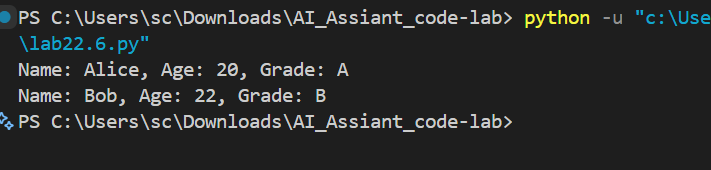 PS C:\Users\sc\Downloads\AI_Assiant_code-lab> python -u "c:\Use
\lab22.6.py"
Name: Alice, Age: 20, Grade: A
Name: Bob, Age: 22, Grade: B
PS C:\Users\sc\Downloads\AI_Assiant_code-lab>